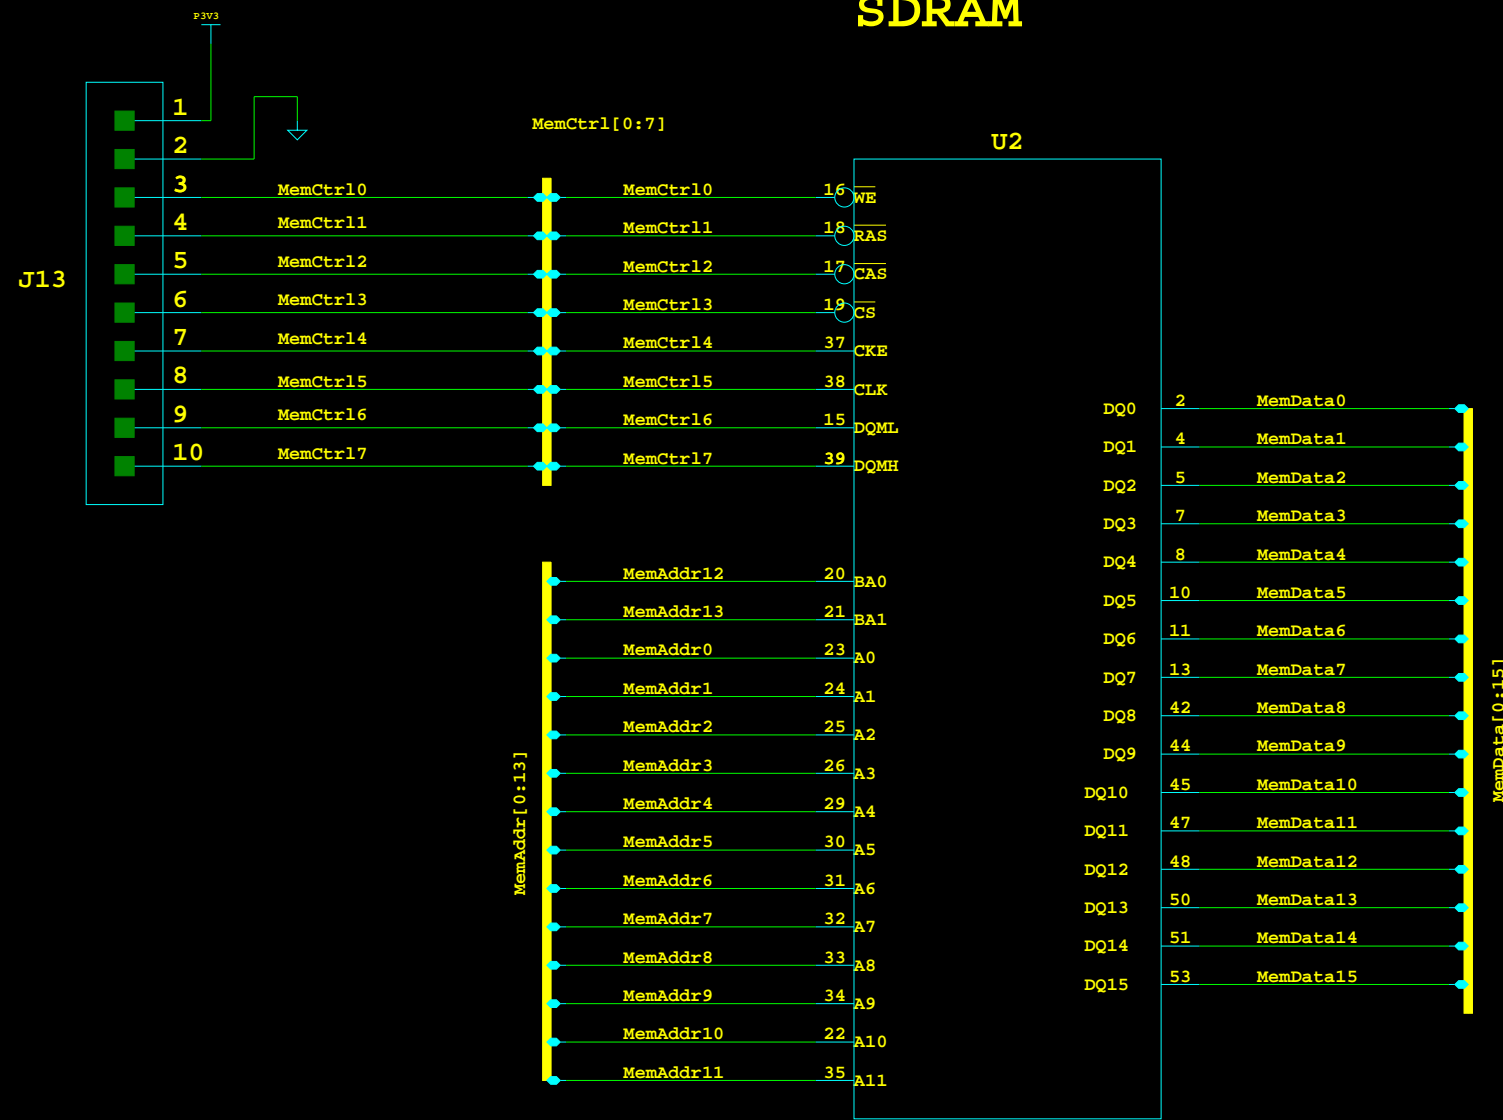 SDRAM
P3V3
J13
1
2
3 MemCtrl0
4 MemCtrl1
5 MemCtrl2
6 MemCtrl3
7 MemCtrl4
8 MemCtrl5
9 MemCtrl6
10 MemCtrl7
MemCtrl[0:7]
U2
MemCtrl0 16 WE
MemCtrl1 18 RAS
MemCtrl2 17 CAS
MemCtrl3 19 CS
MemCtrl4 37 CKE
MemCtrl5 38 CLK
MemCtrl6 15 DQML
MemCtrl7 39 DQMH
MemAddr[0:13]
MemAddr12 20 BA0
MemAddr13 21 BA1
MemAddr0 23 A0
MemAddr1 24 A1
MemAddr2 25 A2
MemAddr3 26 A3
MemAddr4 29 A4
MemAddr5 30 A5
MemAddr6 31 A6
MemAddr7 32 A7
MemAddr8 33 A8
MemAddr9 34 A9
MemAddr10 22 A10
MemAddr11 35 A11
DQ0 2 MemData0
DQ1 4 MemData1
DQ2 5 MemData2
DQ3 7 MemData3
DQ4 8 MemData4
DQ5 10 MemData5
DQ6 11 MemData6
DQ7 13 MemData7
DQ8 42 MemData8
DQ9 44 MemData9
DQ10 45 MemData10
DQ11 47 MemData11
DQ12 48 MemData12
DQ13 50 MemData13
DQ14 51 MemData14
DQ15 53 MemData15
MemData[0:15]